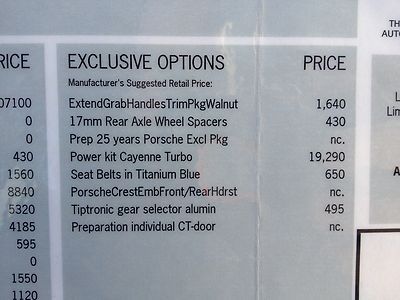 TH
AUTO
RICE
EXCLUSIVE OPTIONS PRICE
Manufacturer's Suggested Retail Price:
07100 ExtendGrabHandlesTrimPkgWalnut 1,640
0 17mm Rear Axle Wheel Spacers 430
0 Prep 25 years Porsche Excl Pkg nc.
430 Power kit Cayenne Turbo 19,290
1560 Seat Belts in Titanium Blue 650
8840 PorscheCrestEmbFront/RearHdrst nc.
5320 Tiptronic gear selector alumin 495
4185 Preparation individual CT-door nc.
595
0
1550
1120
L
Lim
A